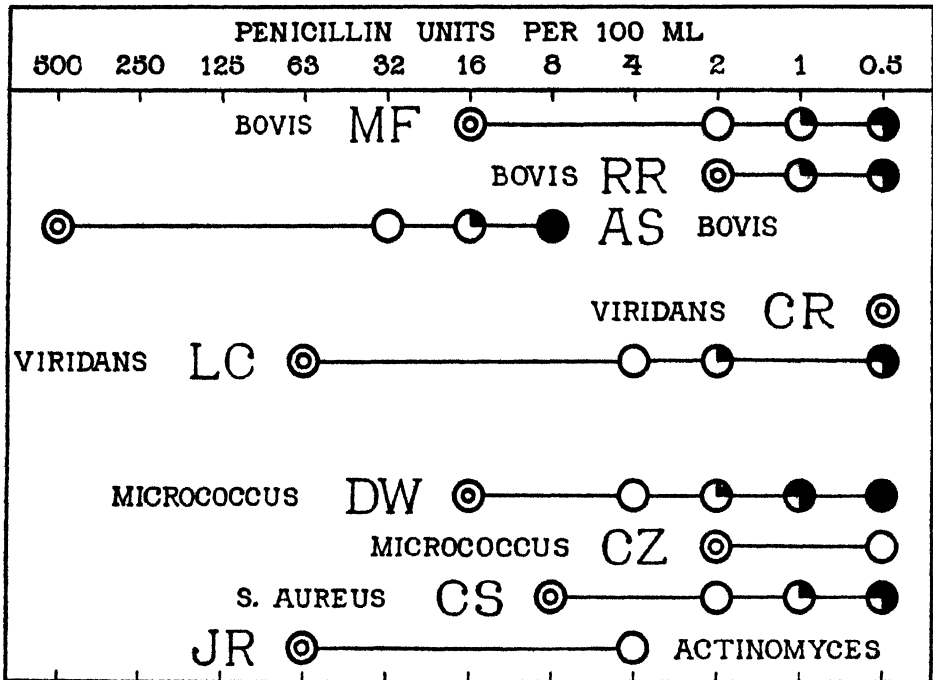 PENICILLIN UNITS PER 100 ML
500 250 125 63 32 16 8 4 2 1 0.5
BOVIS MF
BOVIS RR
AS BOVIS
VIRIDANS CR
VIRIDANS LC
MICROCOCCUS DW
MICROCOCCUS CZ
S. AUREUS CS
JR ACTINOMYCES